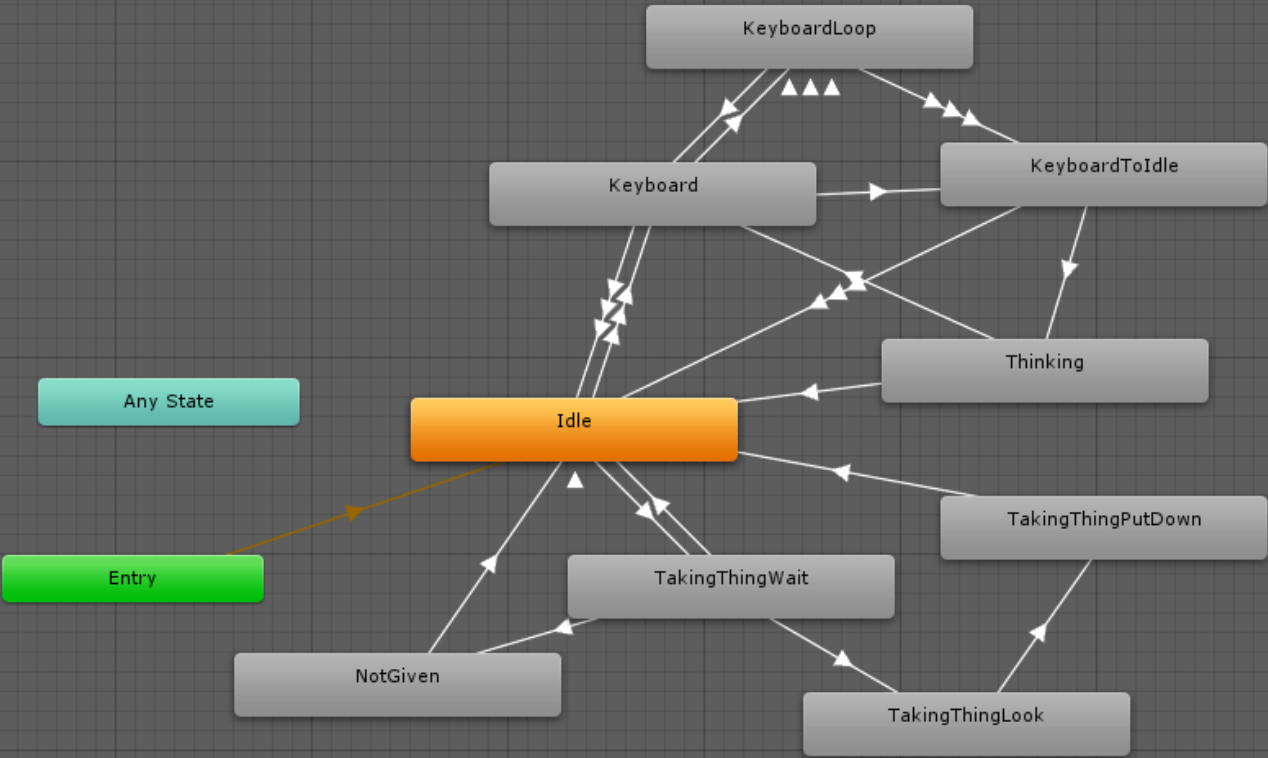 KeyboardLoop
KeyboardToIdle
Keyboard
Thinking
Any State
Idle
TakingThingPutDown
Entry
TakingThingWait
NotGiven
TakingThingLook